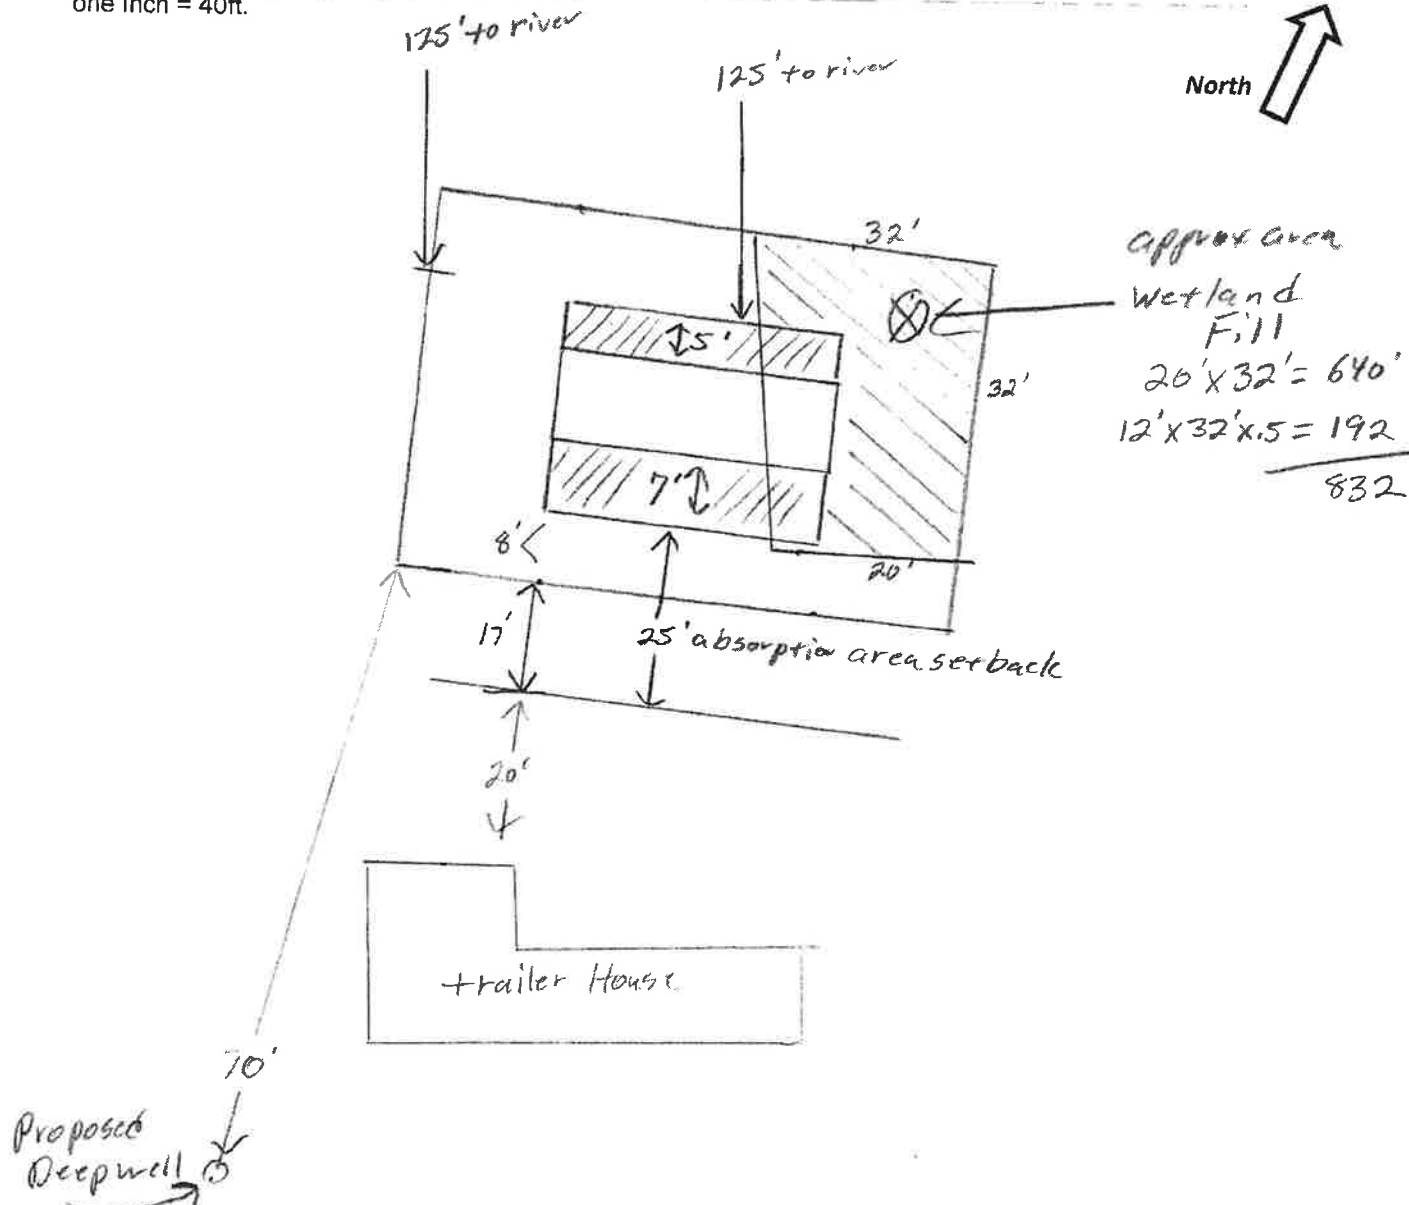 one inch = 40ft.
125' to river
125' to river
North
32'
approx area
Wetland
Fill
20'x32'= 640'
12'x32'x.5= 192
832
32'
5'
7'
8'
20'
17'
25' absorption area setback
20'
trailer House
70'
Proposed
Deepwell